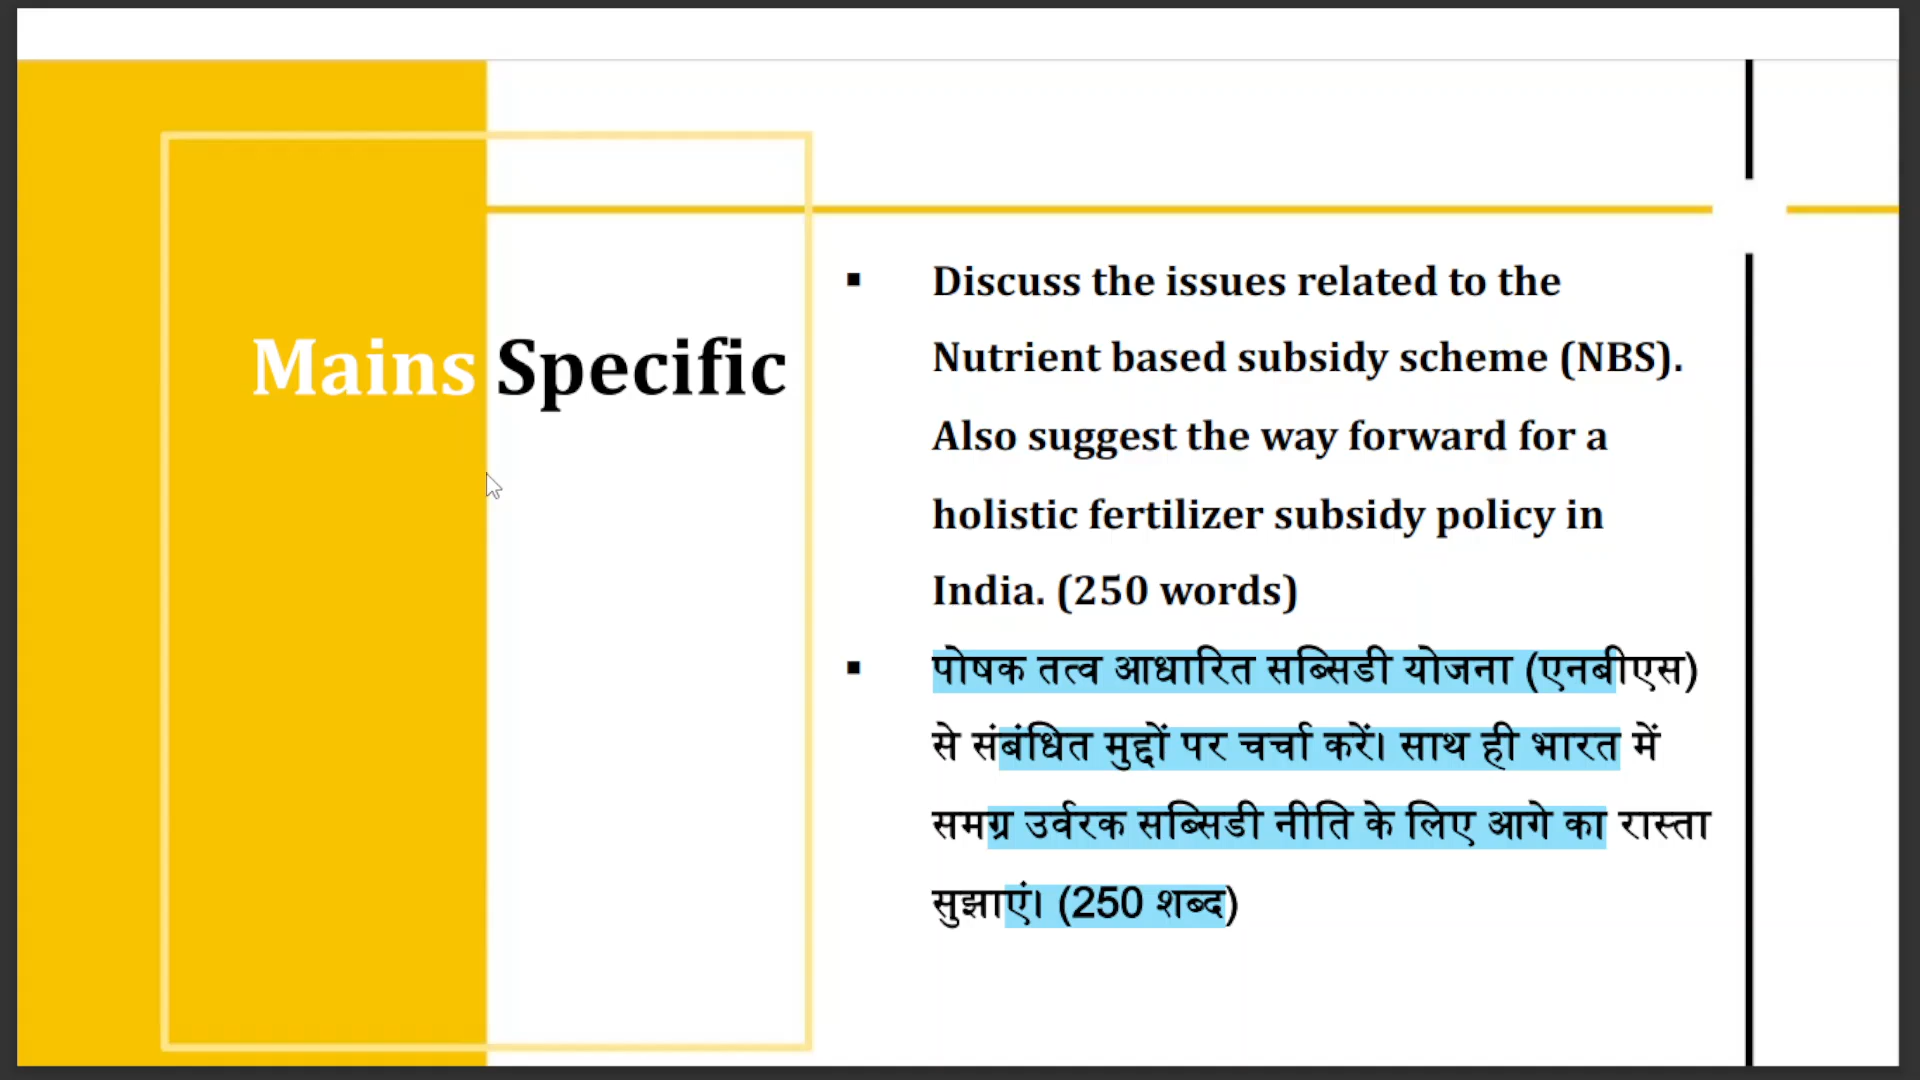 Mains Specific
Discuss the issues related to the
Nutrient based subsidy scheme (NBS).
Also suggest the way forward for a
holistic fertilizer subsidy policy in
India. (250 words)
पोषक तत्व आधारित सब्सिडी योजना (एनबीएस)
से संबंधित मुद्दों पर चर्चा करें। साथ ही भारत में
समग्र उर्वरक सब्सिडी नीति के लिए आगे का रास्ता
सुझाएं। (250 शब्द)